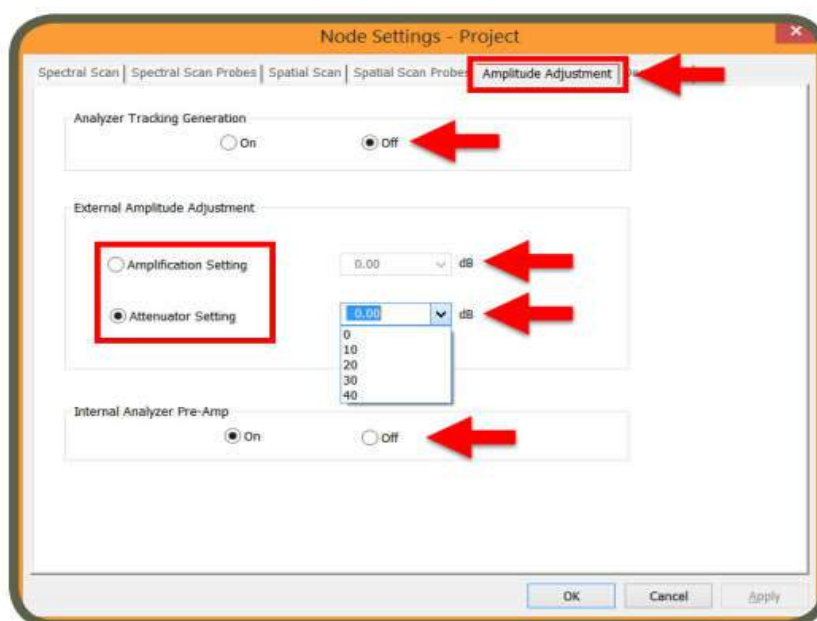 Node Settings - Project
Spectral Scan Spectral Scan Probes Spatial Scan Spatial Scan Probes Amplitude Adjustment
Analyzer Tracking Generation
On Off
External Amplitude Adjustment
Amplification Setting 0.00 dB
Attenuator Setting 0.00 dB
0
10
20
30
40
Internal Analyzer Pre-Amp
On Off
OK Cancel Apply